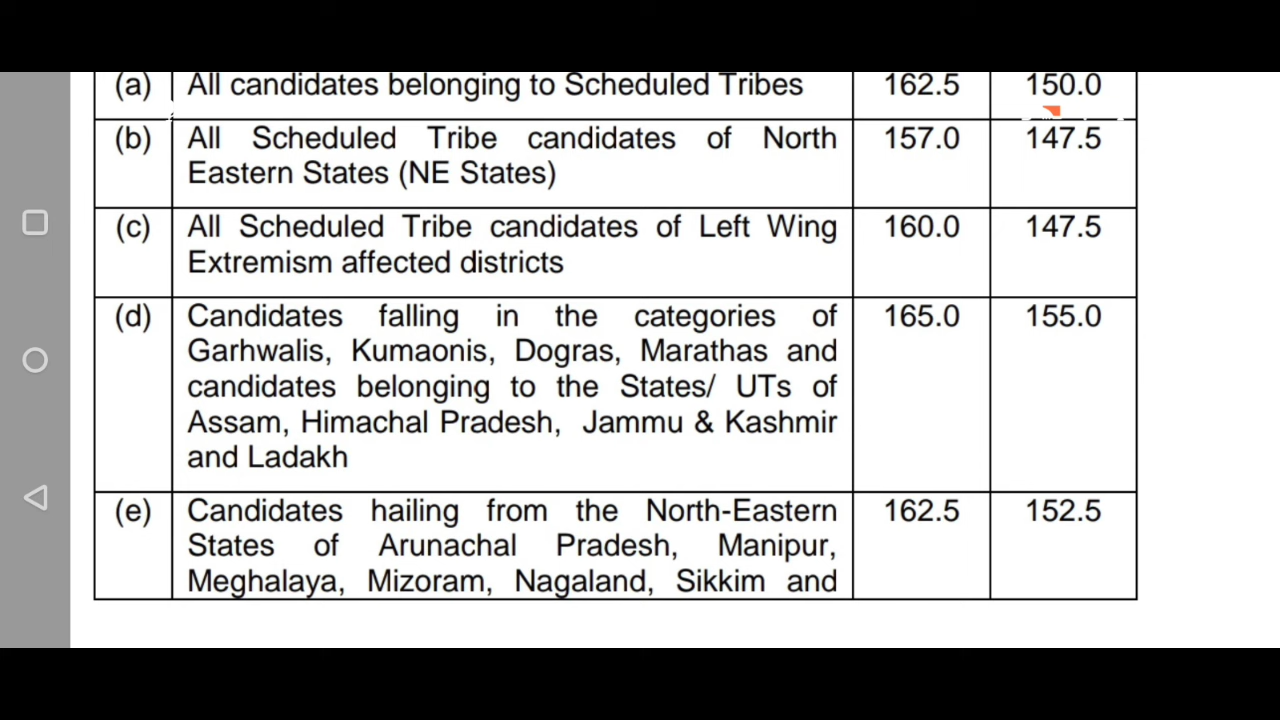 (a) All candidates belonging to Scheduled Tribes 162.5 150.0
(b) All Scheduled Tribe candidates of North 157.0 147.5
Eastern States (NE States)
(c) All Scheduled Tribe candidates of Left Wing 160.0 147.5
Extremism affected districts
(d) Candidates falling in the categories of 165.0 155.0
Garhwalis, Kumaonis, Dogras, Marathas and
candidates belonging to the States/ UTs of
Assam, Himachal Pradesh, Jammu & Kashmir
and Ladakh
(e) Candidates hailing from the North-Eastern 162.5 152.5
States of Arunachal Pradesh, Manipur,
Meghalaya, Mizoram, Nagaland, Sikkim and